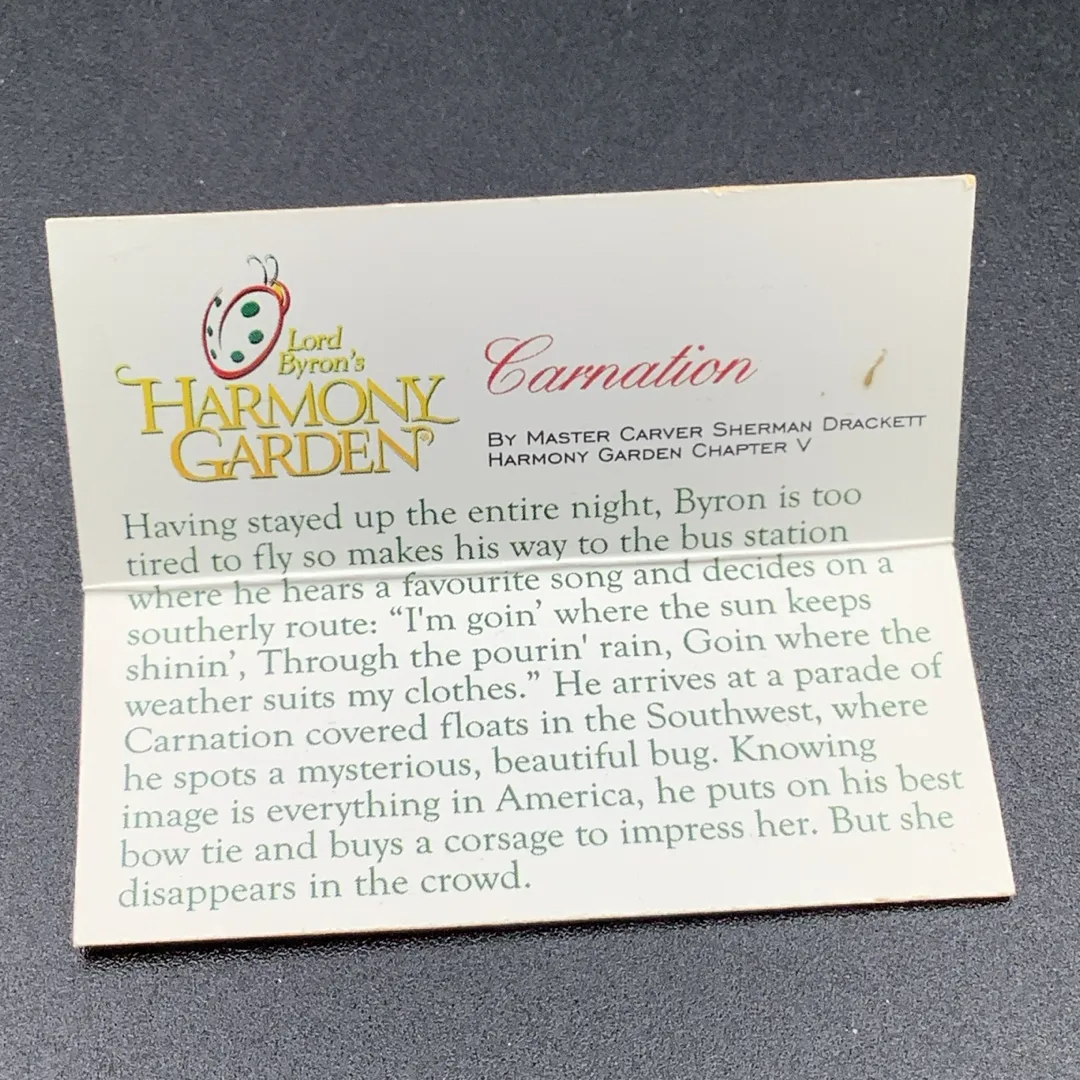 Lord
Byron's
HARMONY
GARDEN®
Carnation
BY MASTER CARVER SHERMAN DRACKETT
HARMONY GARDEN CHAPTER V
Having stayed up the entire night, Byron is too
tired to fly so makes his way to the bus station
where he hears a favourite song and decides on a
southerly route: “I'm goin’ where the sun keeps
shinin’, Through the pourin' rain, Goin where the
weather suits my clothes.” He arrives at a parade of
Carnation covered floats in the Southwest, where
he spots a mysterious, beautiful bug. Knowing
image is everything in America, he puts on his best
bow tie and buys a corsage to impress her. But she
disappears in the crowd.